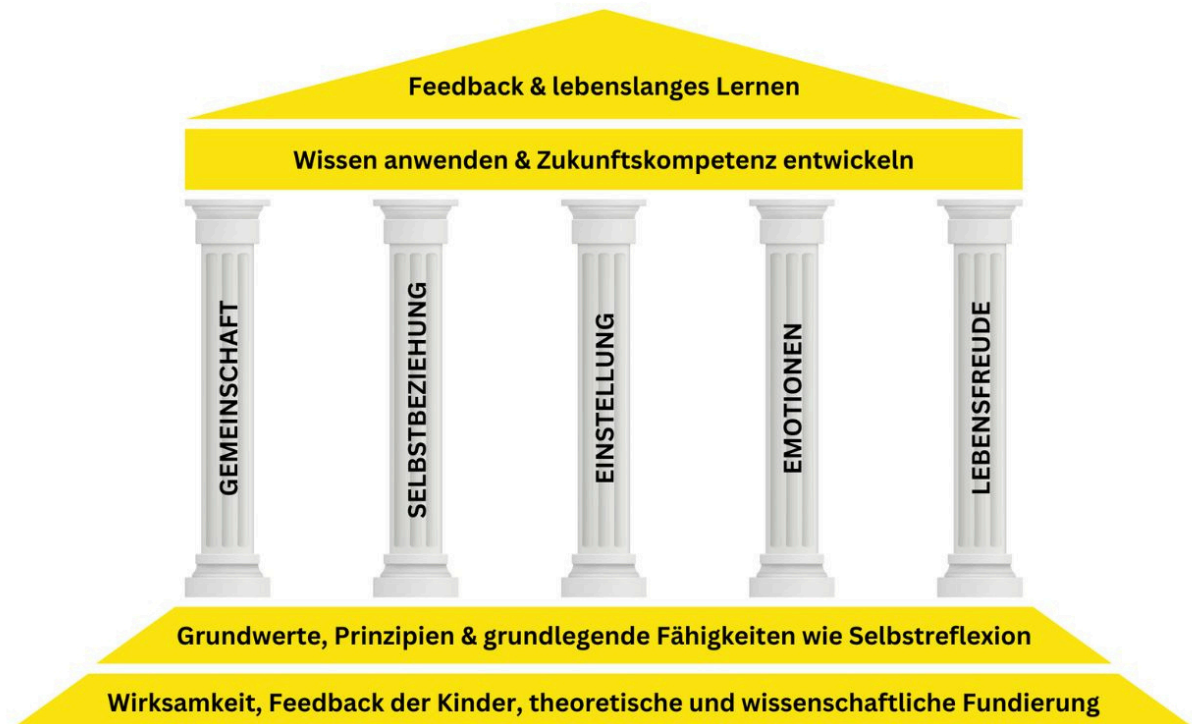 Feedback & lebenslanges Lernen
Wissen anwenden & Zukunftskompetenz entwickeln
GEMEINSCHAFT
SELBSTBEZIEHUNG
EINSTELLUNG
EMOTIONEN
LEBENSFREUDE
Grundwerte, Prinzipien & grundlegende Fähigkeiten wie Selbstreflexion
Wirksamkeit, Feedback der Kinder, theoretische und wissenschaftliche Fundierung